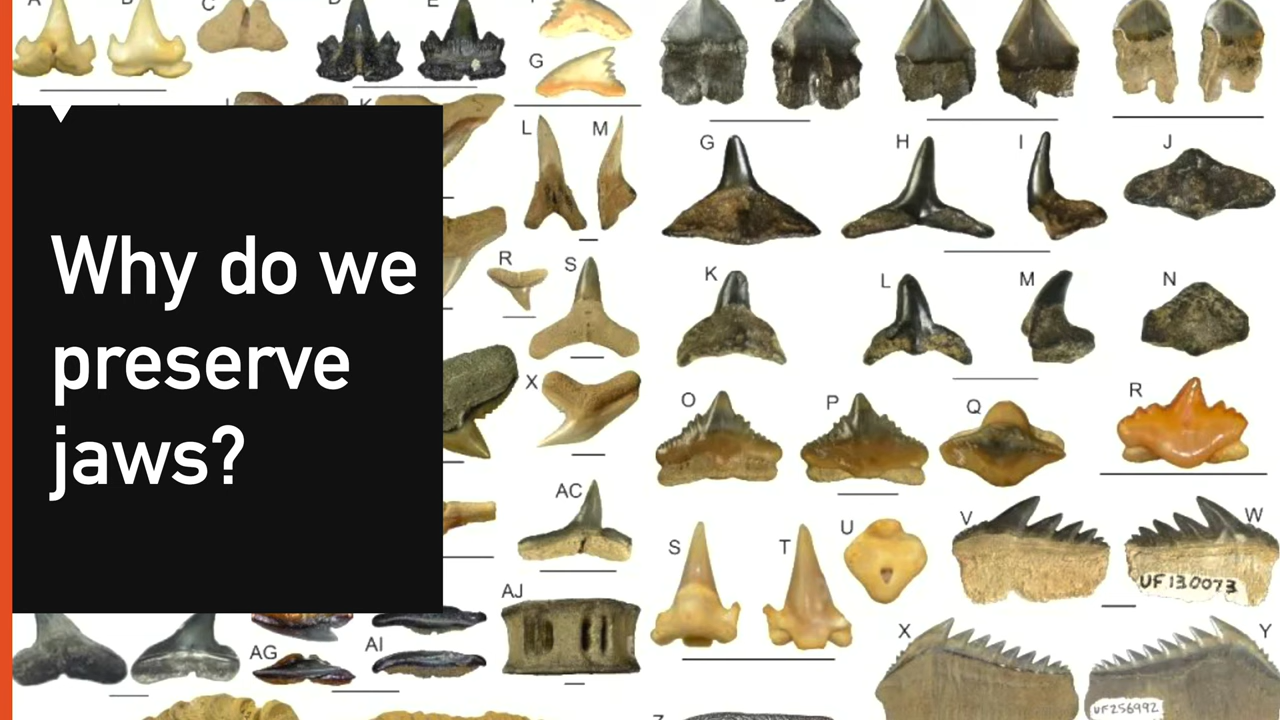 A B C D E F
G
Why do we
preserve
jaws?
L M
G H I J
R S
K L M N
X
O P Q R
AC
S T U V W
UF 130073
AJ
AG AI
X Y
UF256992
Z